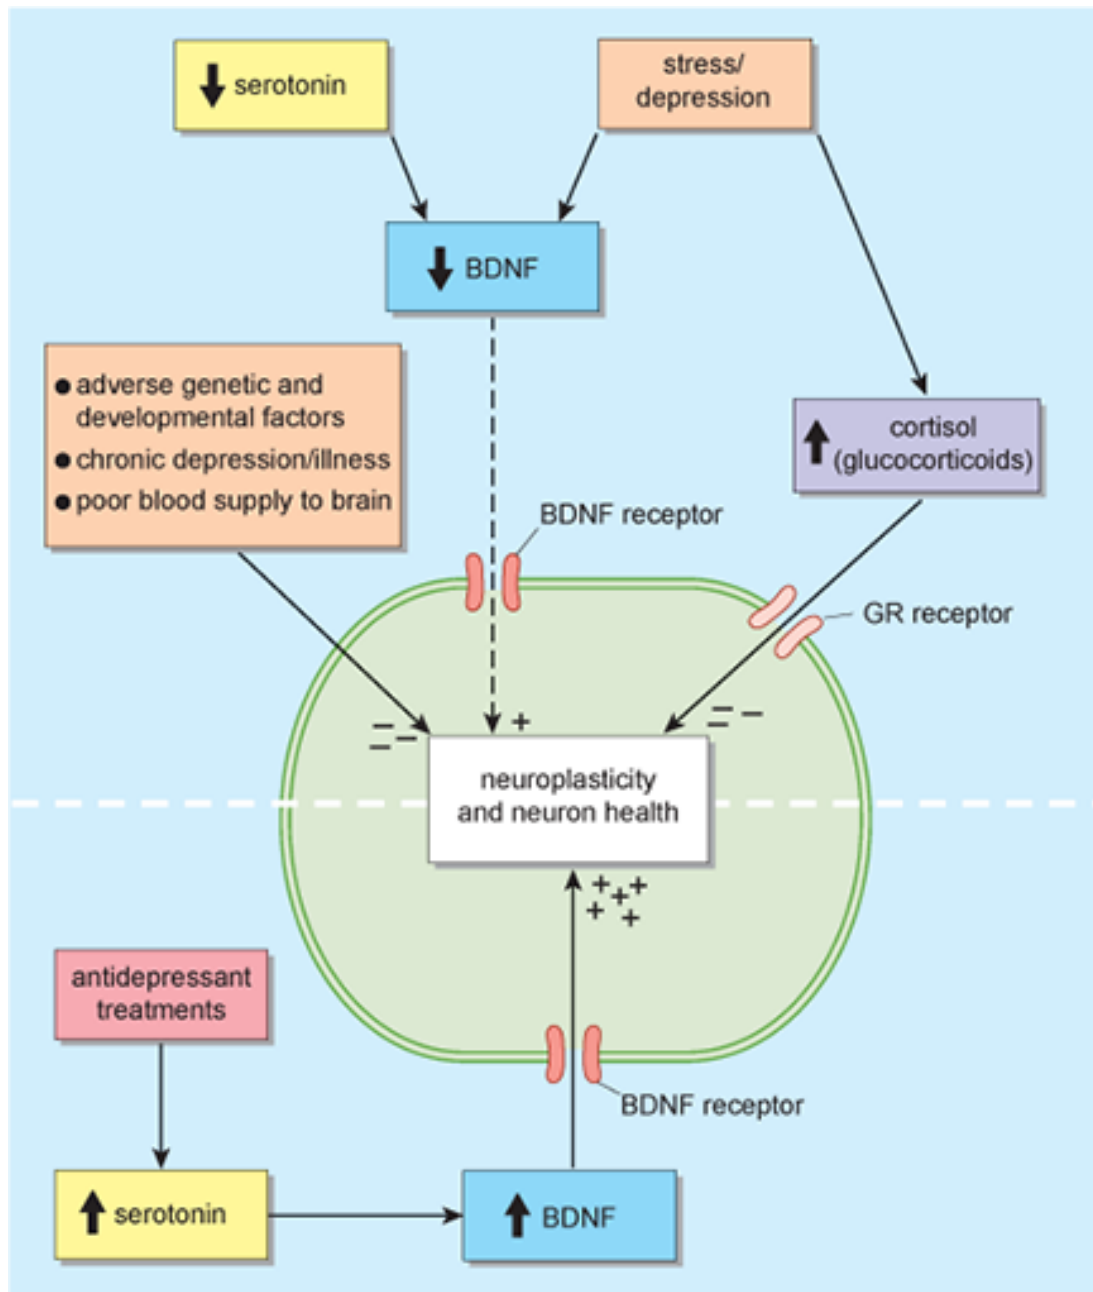 ↓ serotonin
stress/
depression
↓ BDNF
● adverse genetic and
developmental factors
● chronic depression/illness
● poor blood supply to brain
↑ cortisol
(glucocorticoids)
BDNF receptor
GR receptor
– – –
+
– – –
neuroplasticity
and neuron health
+ + + + +
antidepressant
treatments
BDNF receptor
↑ serotonin
↑ BDNF